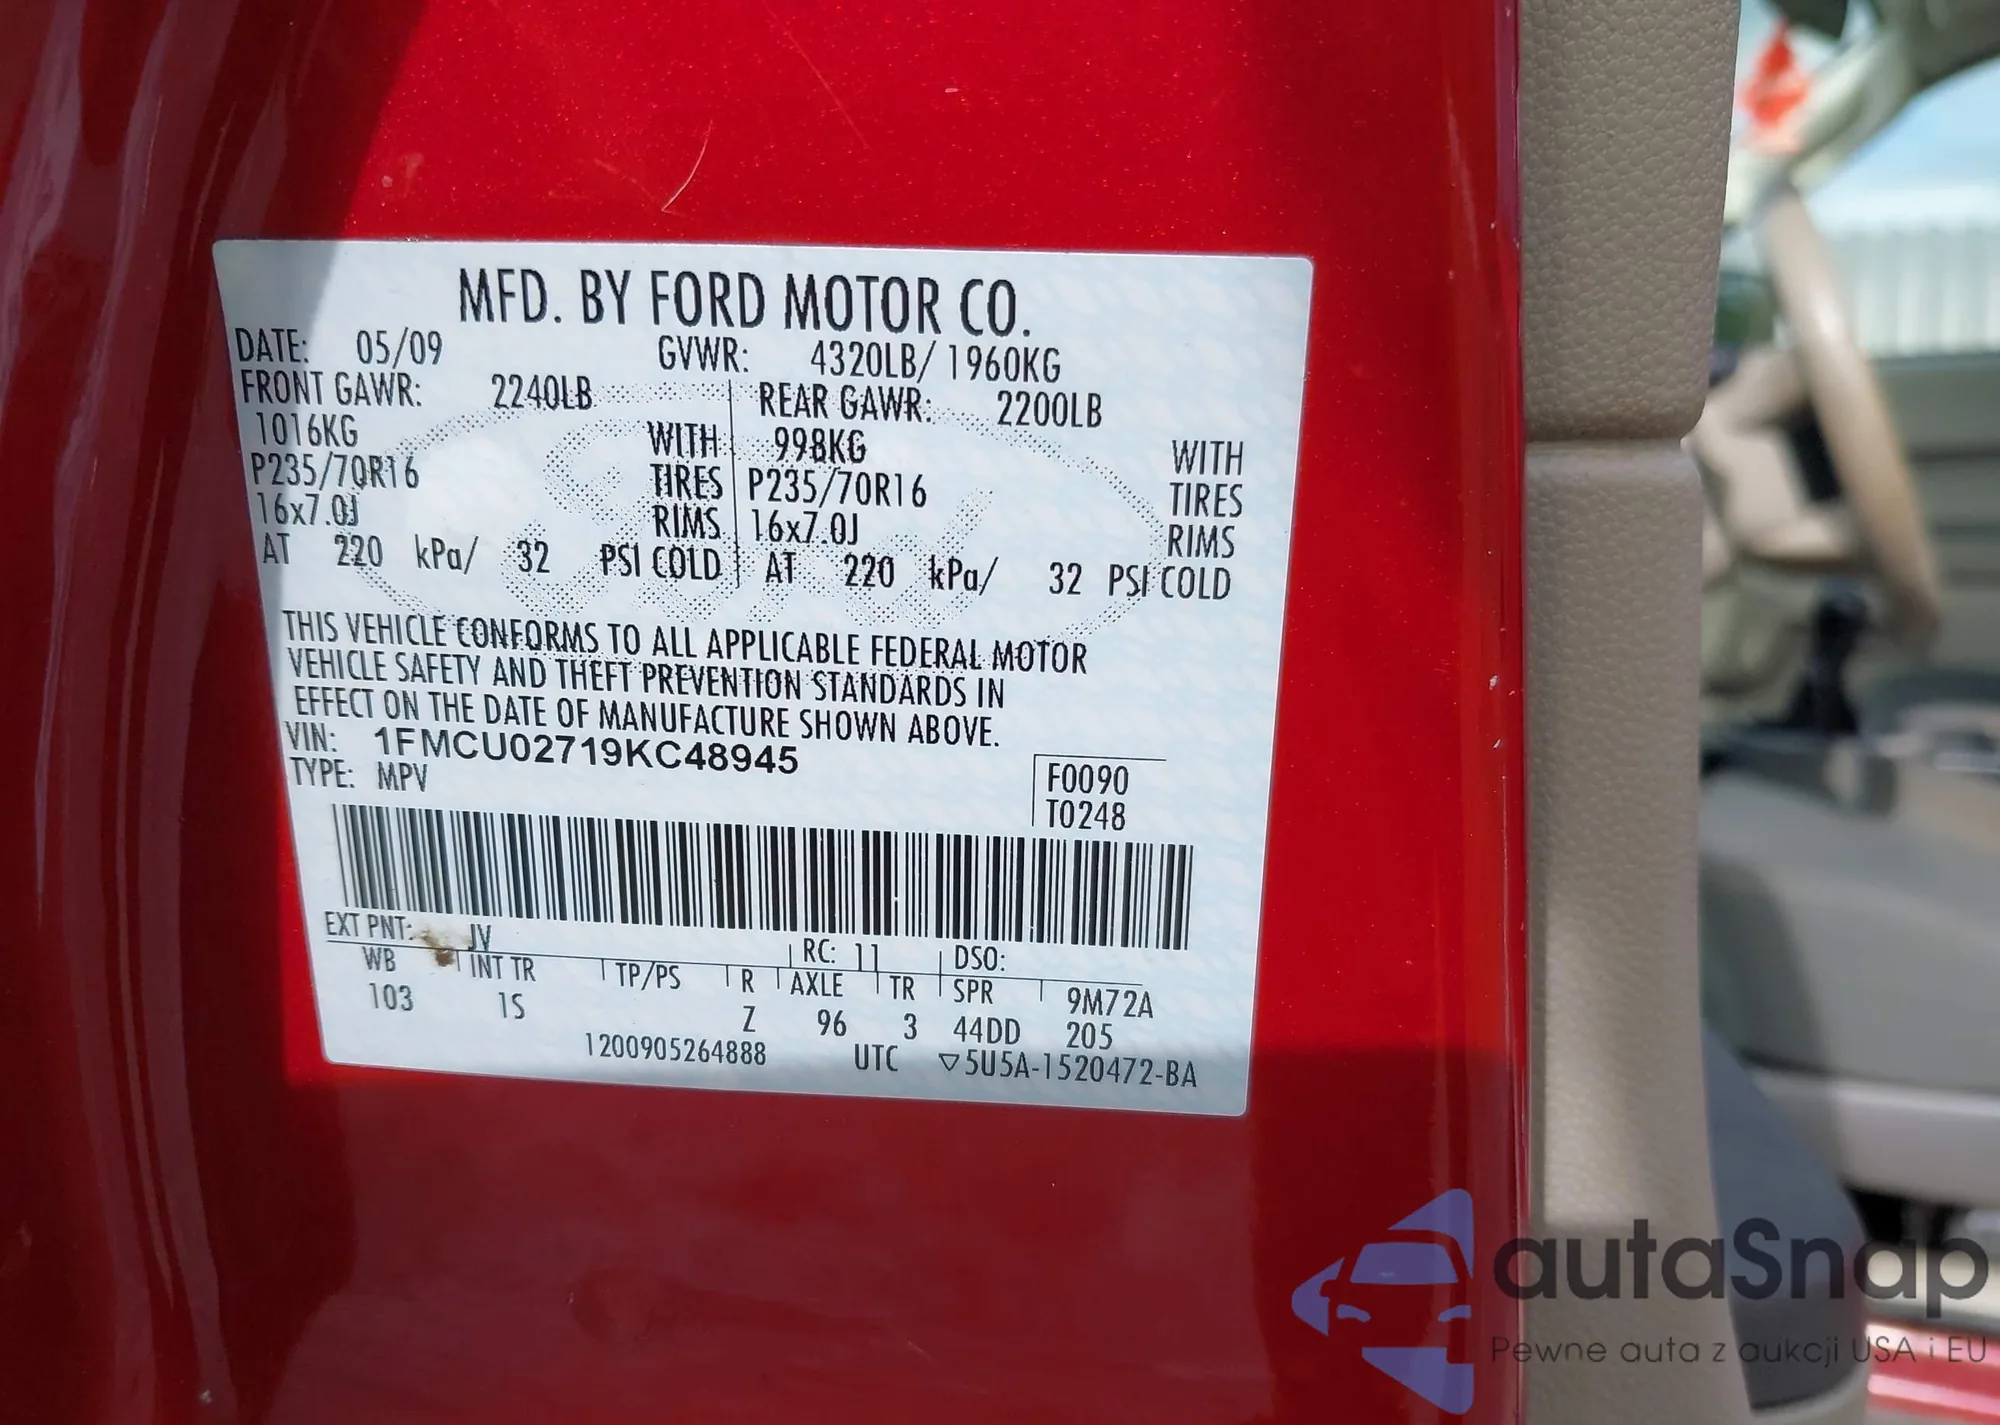 MFD. BY FORD MOTOR CO.
DATE: 05/09 GVWR: 4320LB/ 1960KG
FRONT GAWR: 2240LB REAR GAWR: 2200LB
1016KG WITH 998KG WITH
P235/70R16 TIRES P235/70R16 TIRES
16x7.0J RIMS 16x7.0J RIMS
AT 220 kPa/ 32 PSI COLD AT 220 kPa/ 32 PSI COLD
THIS VEHICLE CONFORMS TO ALL APPLICABLE FEDERAL MOTOR
VEHICLE SAFETY AND THEFT PREVENTION STANDARDS IN
EFFECT ON THE DATE OF MANUFACTURE SHOWN ABOVE.
VIN: 1FMCU02719KC48945
TYPE: MPV
F0090
T0248
EXT PNT: JV RC: 11 DSO:
WB INT TR TP/PS R AXLE TR SPR 9M72A
103 1S Z 96 3 44DD 205
1200905264888 UTC ▽5U5A-1520472-BA
autaSnap
Pewne auta z aukcji USA i EU